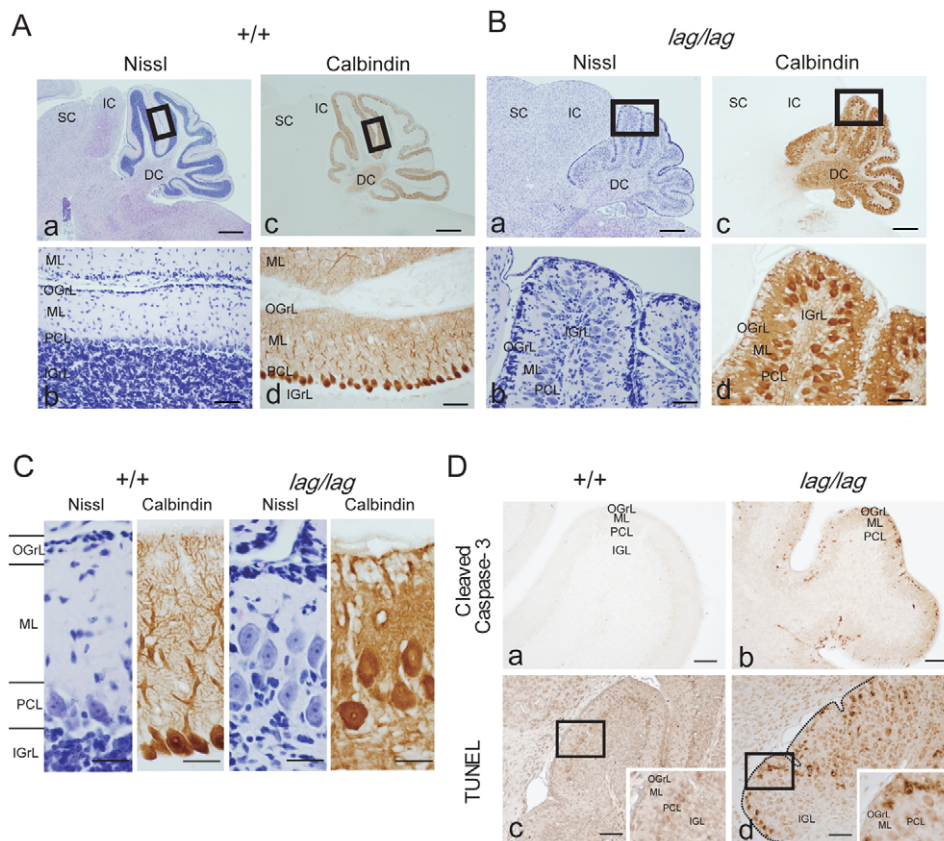 A
+/+
Nissl
Calbindin
SC
IC
DC
a
SC
IC
DC
c
ML
OGrL
ML
PCL
IGrL
b
ML
OGrL
ML
PCL
IGrL
d
B
lag/lag
Nissl
Calbindin
SC
IC
DC
a
SC
IC
DC
c
IGrL
OGrL
ML
PCL
b
IGrL
OGrL
ML
PCL
d
C
+/+
lag/lag
Nissl
Calbindin
Nissl
Calbindin
OGrL
ML
PCL
IGrL
D
+/+
lag/lag
Cleaved
Caspase- 3
OGrL
ML
PCL
IGL
a
OGrL
ML
PCL
b
TUNEL
OGrL
ML
PCL
IGL
c
IGL
OGrL
ML
PCL
d